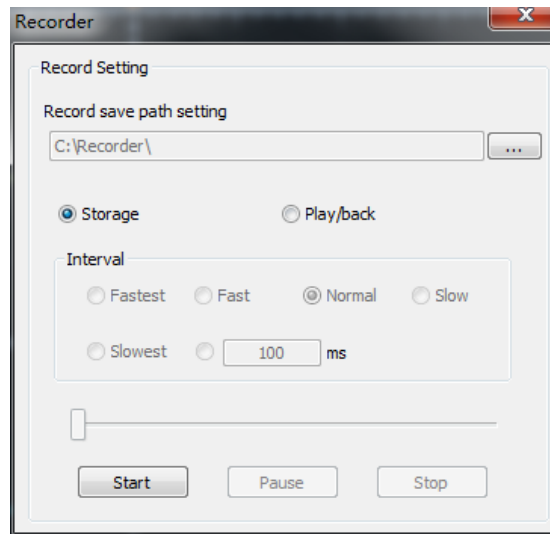 Recorder
Record Setting
Record save path setting
C:\Recorder\ ...
Storage Play/back
Interval
Fastest Fast Normal Slow
Slowest 100 ms
Start Pause Stop